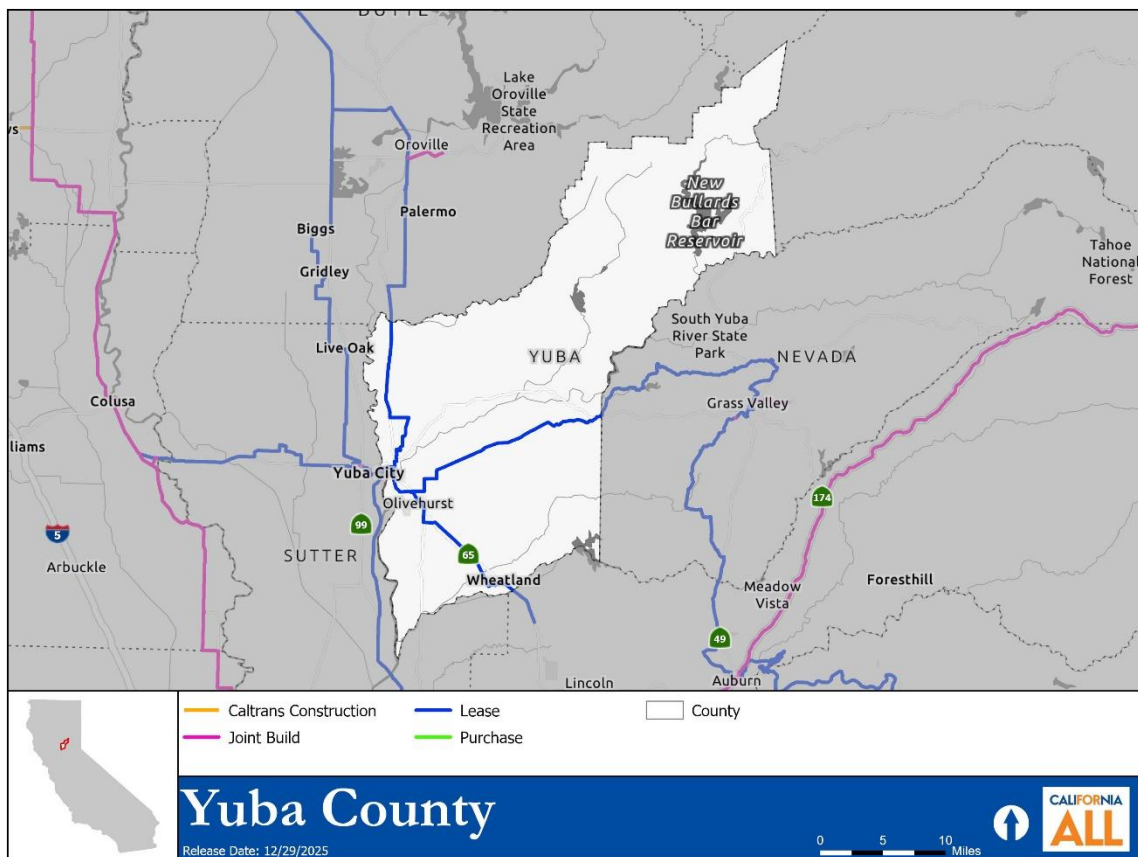 BUTTE
Lake
Oroville
State
Recreation
Area
ws
Oroville
New
Bullards
Bar
Reservoir
Palermo
Biggs
Gridley
Tahoe
National
Forest
South Yuba
River State
Park
Live Oak
YUBA
NEVADA
Colusa
Grass Valley
lliams
Yuba City
Olivehurst
174
99
5
SUTTER
65
Arbuckle
Wheatland
Meadow
Vista
Foresthill
49
Lincoln
Auburn
Caltrans Construction
Lease
County
Joint Build
Purchase
Yuba County
Release Date: 12/29/2025
0 5 10
Miles
CALIFORNIA
ALL